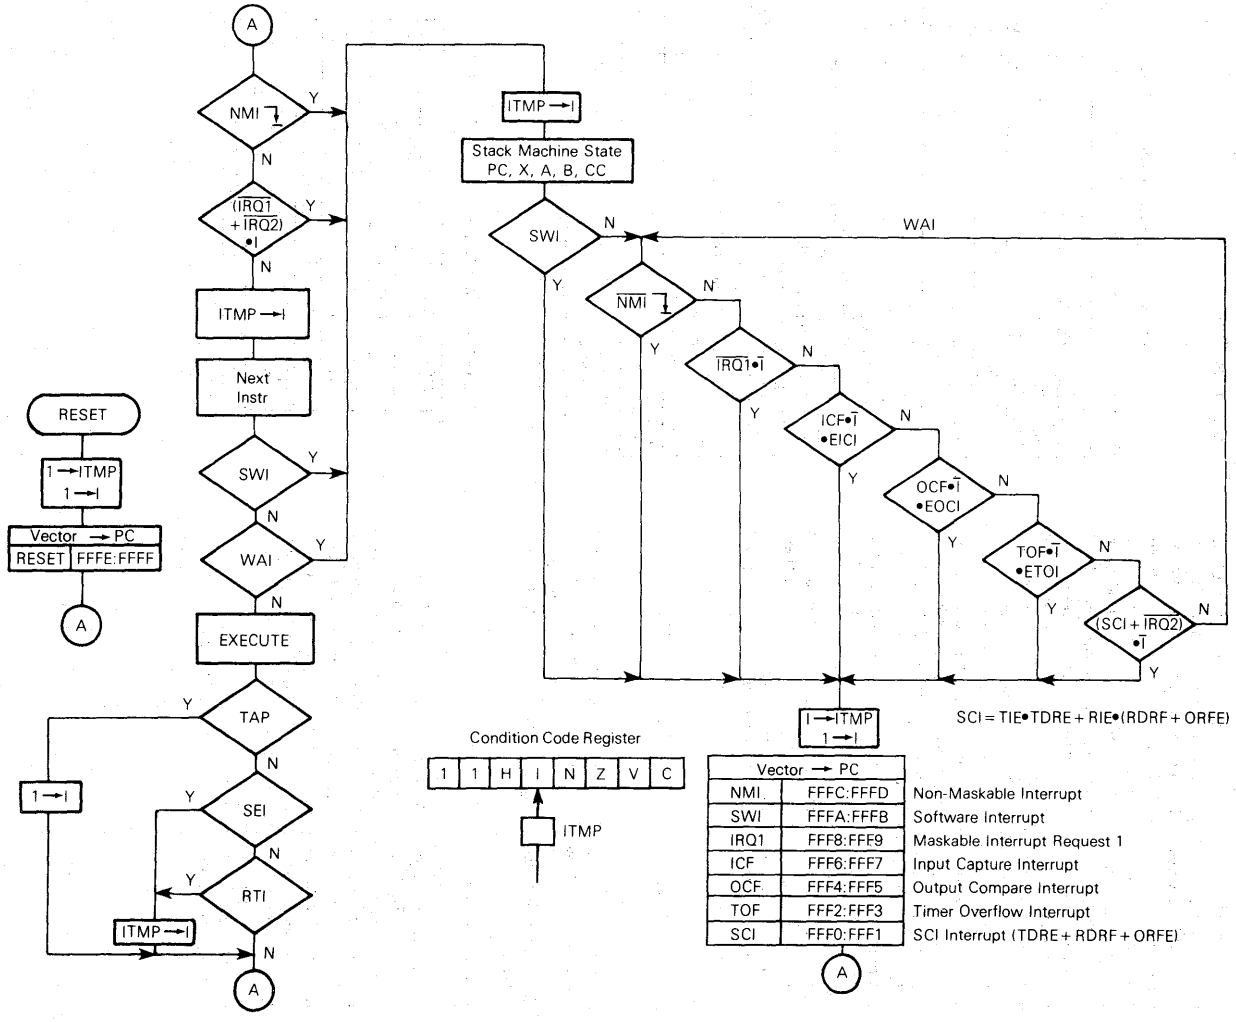 A
NMI
Y
N
(IRQ1
+ IRQ2)
•I
Y
N
ITMP → I
Next
Instr
SWI
Y
N
WAI
Y
N
EXECUTE
TAP
Y
N
1 → I
SEI
Y
N
RTI
Y
ITMP → I
N
A
RESET
1 → ITMP
1 → I
Vector → PC
RESET FFFE:FFFF
A
ITMP → I
Stack Machine State
PC, X, A, B, CC
SWI
N
Y
WAI
N̅M̅I̅
N
Y
I̅R̅Q̅1̅•I̅
N
Y
ICF•I̅
•EICI
N
Y
OCF•I̅
•EOCI
N
Y
TOF•I̅
•ETOI
N
Y
(SCI + I̅R̅Q̅2̅)
•I̅
N
Y
I → ITMP
1 → I
SCI = TIE•TDRE + RIE•(RDRF + ORFE)
Condition Code Register
1 1 H I N Z V C
ITMP
Vector → PC
NMI FFFC:FFFD Non-Maskable Interrupt
SWI FFFA:FFFB Software Interrupt
IRQ1 FFF8:FFF9 Maskable Interrupt Request 1
ICF FFF6:FFF7 Input Capture Interrupt
OCF FFF4:FFF5 Output Compare Interrupt
TOF FFF2:FFF3 Timer Overflow Interrupt
SCI FFF0:FFF1 SCI Interrupt (TDRE + RDRF + ORFE)
A